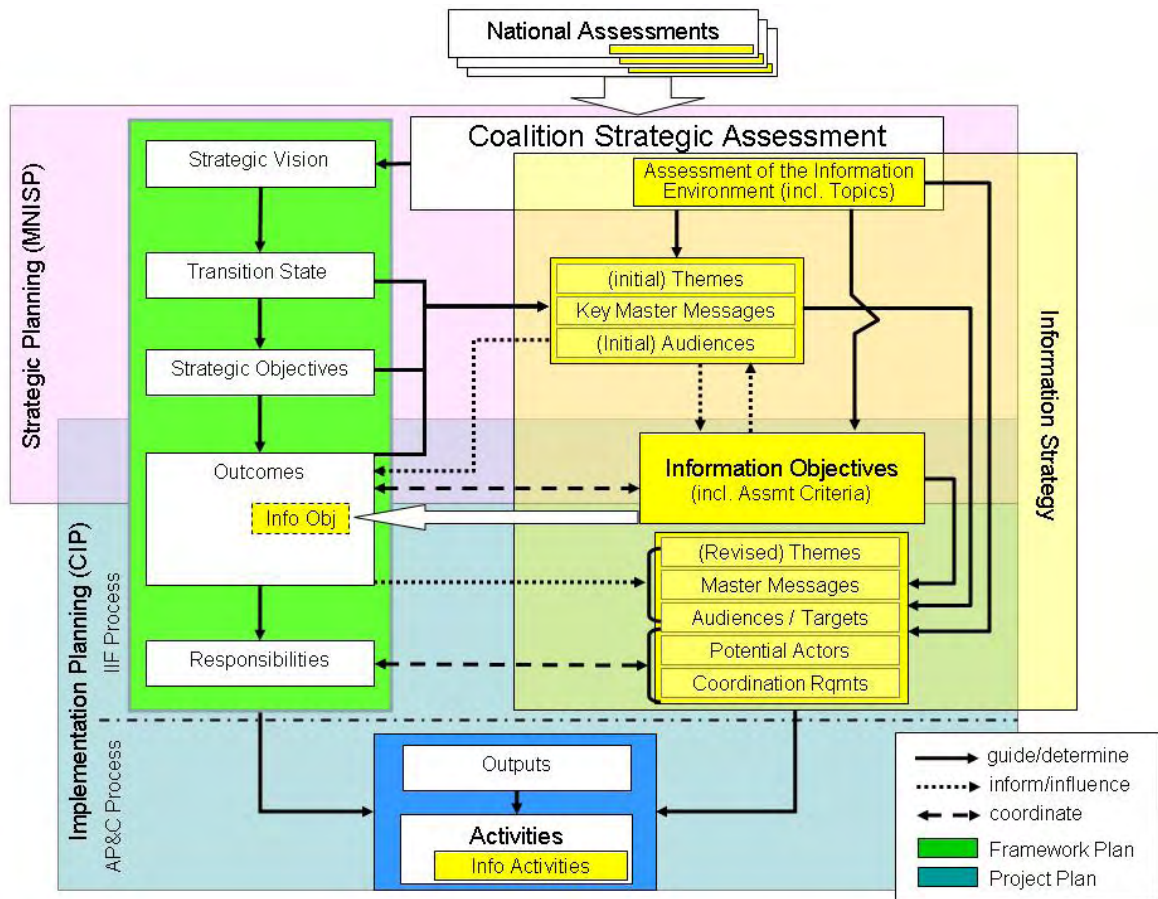 National Assessments
Coalition Strategic Assessment
Strategic Vision
Assessment of the Information
Environment (incl. Topics)
Strategic Planning (MNISP)
Transition State
(initial) Themes
Key Master Messages
(Initial) Audiences
Strategic Objectives
Information Strategy
Outcomes
Info Obj
Information Objectives
(incl. Assmt Criteria)
Implementation Planning (CIP)
IIF Process
(Revised) Themes
Master Messages
Audiences / Targets
Responsibilities
Potential Actors
Coordination Rqmts
AP&C Process
Outputs
Activities
Info Activities
guide/determine
inform/influence
coordinate
Framework Plan
Project Plan